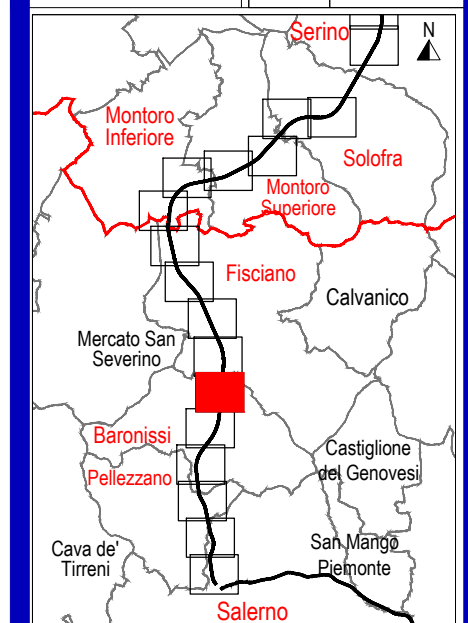 Serino
N
Montoro
Inferiore
Solofra
Montoro
Superiore
Fisciano
Calvanico
Mercato San
Severino
Baronissi
Castiglione
del Genovesi
Pellezzano
Cava de'
Tirreni
San Mango
Piemonte
Salerno